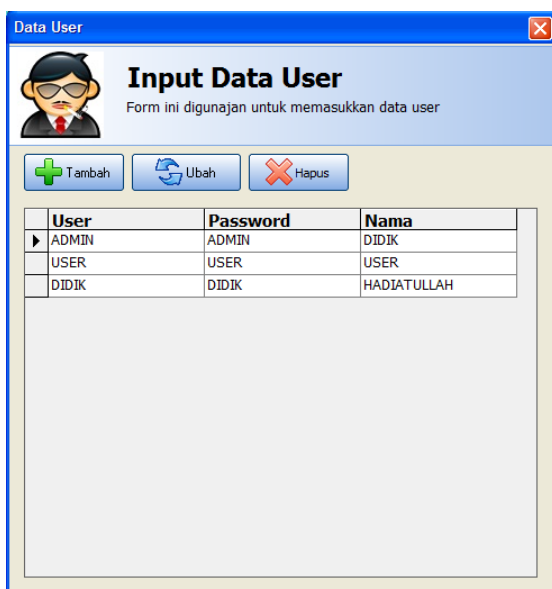 Data User
Input Data User
Form ini digunajan untuk memasukkan data user
Tambah Ubah Hapus
User Password Nama
ADMIN ADMIN DIDIK
USER USER USER
DIDIK DIDIK HADIATULLAH